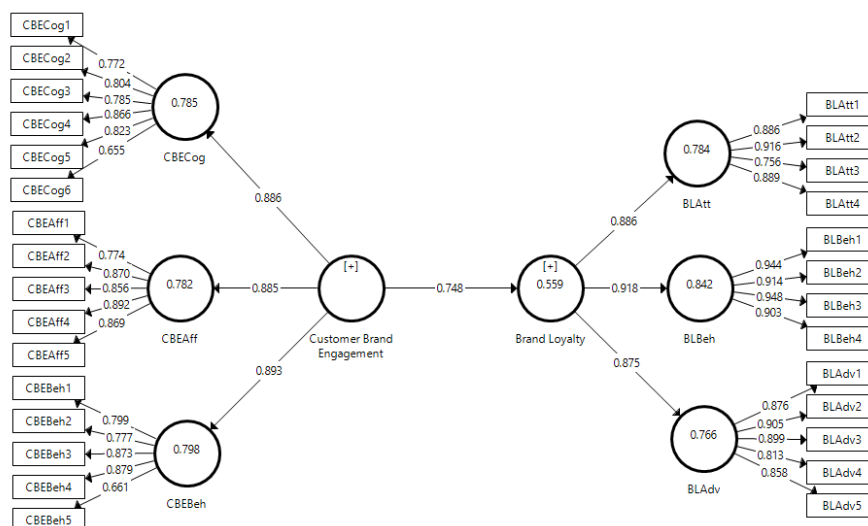 CBECog1
CBECog2
CBECog3
CBECog4
CBECog5
CBECog6
0.772
0.804
0.785
0.866
0.823
0.655
0.785
CBECog
0.886
CBEAff1
CBEAff2
CBEAff3
CBEAff4
CBEAff5
0.774
0.870
0.856
0.892
0.869
0.782
CBEAff
0.885
CBEBeh1
CBEBeh2
CBEBeh3
CBEBeh4
CBEBeh5
0.799
0.777
0.873
0.879
0.661
0.798
CBEBeh
0.893
[+]
Customer Brand
Engagement
0.748
[+]
0.559
Brand Loyalty
0.886
0.784
BLAtt
0.886
0.916
0.756
0.889
BLAtt1
BLAtt2
BLAtt3
BLAtt4
0.918
0.842
BLBeh
0.944
0.914
0.948
0.903
BLBeh1
BLBeh2
BLBeh3
BLBeh4
0.875
0.766
BLAdv
0.876
0.905
0.899
0.813
0.858
BLAdv1
BLAdv2
BLAdv3
BLAdv4
BLAdv5